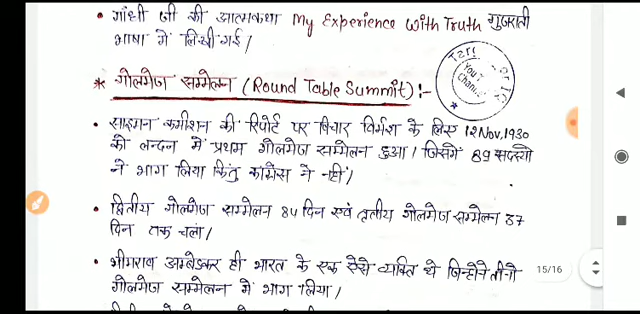 • गाँधी जी की आत्मकथा My Experience with Truth गुजराती
भाषा में लिखी गई।
* गोलमेज सम्मेलन (Round Table Summit) :-
• साइमन कमीशन की रिपोर्ट पर विचार विमर्श के लिए 12 Nov, 1930
को लन्दन में प्रथम गोलमेज सम्मेलन हुआ। जिसमें 89 सदस्यो
ने भाग लिया किंतु कांग्रेस ने नहीं।
• द्वितीय गोलमेज सम्मेलन 84 दिन एवं तृतीय गोलमेज सम्मेलन 37
दिन तक चला।
• भीमराव अम्बेडकर ही भारत के एक ऐसे व्यक्ति थे जिन्होंने तीनो
गोलमेज सम्मेलन में भाग लिया।
15/16